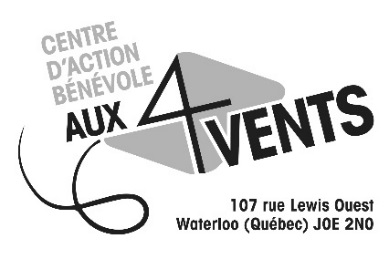 CENTRE
D'ACTION
BÉNÉVOLE
AUX 4 VENTS
107 rue Lewis Ouest
Waterloo (Québec) J0E 2N0